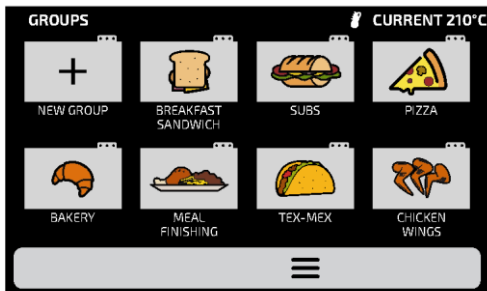 GROUPS
CURRENT 210°C
NEW GROUP
BREAKFAST
SANDWICH
SUBS
PIZZA
BAKERY
MEAL
FINISHING
TEX-MEX
CHICKEN
WINGS